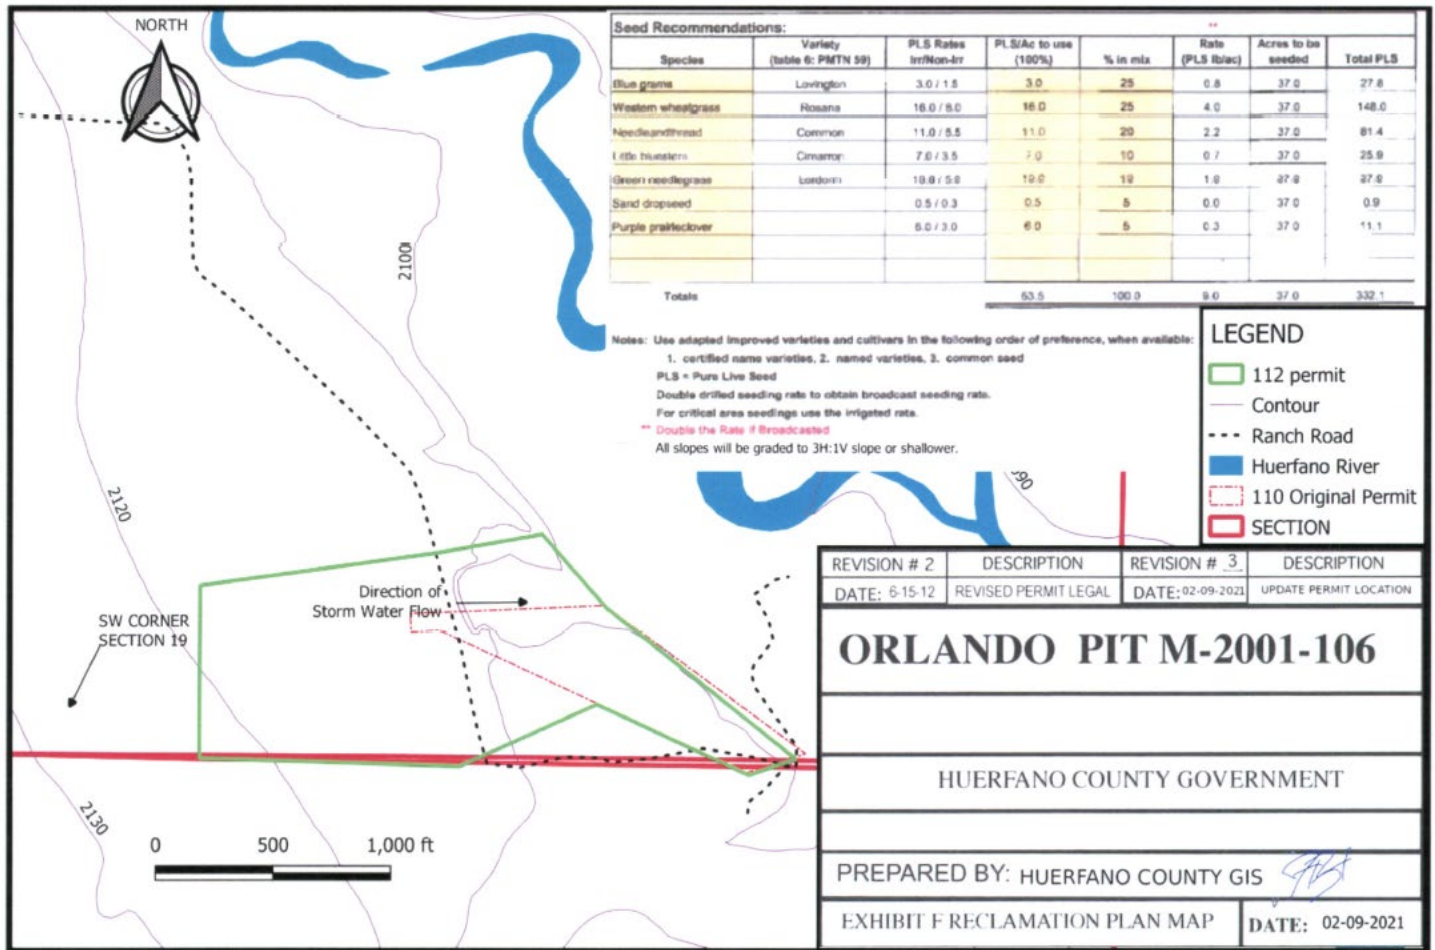 NORTH
2100
2120
2130
Direction of
Storm Water Flow
SW CORNER
SECTION 19
0 500 1,000 ft
**
Seed Recommendations:
Species Variety (table 6: PMTN 59) PLS Rates Irr/Non-Irr PLS/Ac to use (100%) % in mix Rate (PLS lb/ac) Acres to be seeded Total PLS
Blue grama Lovington 3.0 / 1.5 3.0 25 0.8 37.0 27.8
Western wheatgrass Rosana 16.0 / 8.0 16.0 25 4.0 37.0 148.0
Needleandthread Common 11.0 / 5.5 11.0 20 2.2 37.0 81.4
Little bluestem Cimarron 7.0 / 3.5 7.0 10 0.7 37.0 25.9
Green needlegrass Lordorm
Sand dropseed 0.5 / 0.3 0.5 5 0.0 37.0 0.9
Purple prairieclover 6.0 / 3.0 6.0 5 0.3 37.0 11.1
Totals 53.5 100.0 9.0 37.0 332.1
Notes: Use adapted improved varieties and cultivars in the following order of preference, when available:
1. certified name varieties, 2. named varieties, 3. common seed
PLS = Pure Live Seed
Double drilled seeding rate to obtain broadcast seeding rate.
For critical area seedings use the irrigated rate.
** Double the Rate if Broadcasted
All slopes will be graded to 3H:1V slope or shallower.
LEGEND
112 permit
Contour
Ranch Road
Huerfano River
110 Original Permit
SECTION
REVISION # 2 DESCRIPTION REVISION # 3 DESCRIPTION
DATE: 6-15-12 REVISED PERMIT LEGAL DATE: 02-09-2021 UPDATE PERMIT LOCATION
ORLANDO PIT M-2001-106
HUERFANO COUNTY GOVERNMENT
PREPARED BY: HUERFANO COUNTY GIS
EXHIBIT F RECLAMATION PLAN MAP DATE: 02-09-2021